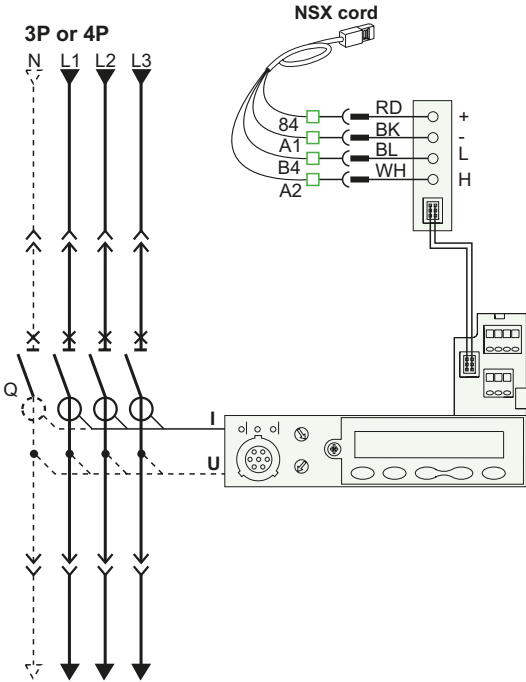 NSX cord
3P or 4P
N L1 L2 L3
84 RD +
A1 BK -
B4 BL L
A2 WH H
Q
I
U